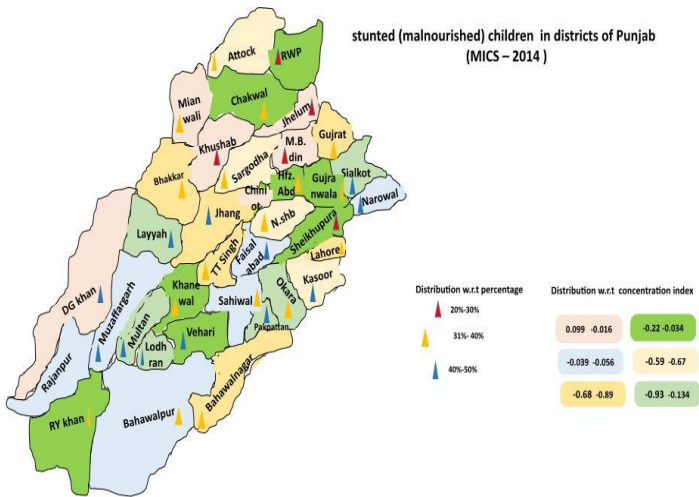 stunted (malnourished) children in districts of Punjab
(MICS – 2014 )
Attock
RWP
Chakwal
Mian
wali
Jhelum
Khushab
M.B.
din
Gujrat
Sargodha
Bhakkar
Chini
ot
Hfz.
Abd
Gujra
nwala
Sialkot
Narowal
Jhang
N.shb
Sheikhupura
Layyah
TT Singh
Faisal
abad
Lahore
DG khan
Muzaffargarh
Khane
wal
Sahiwal
Okara
Kasoor
Multan
Lodh
ran
Vehari
Pakpattan
Rajanpur
RY khan
Bahawalpur
Bahawalnagar
Distribution w.r.t percentage
20%-30%
31%- 40%
40%-50%
Distribution w.r.t concentration index
0.099 -0.016
-0.22 -0.034
-0.039 -0.056
-0.59 -0.67
-0.68 -0.89
-0.93 -0.134